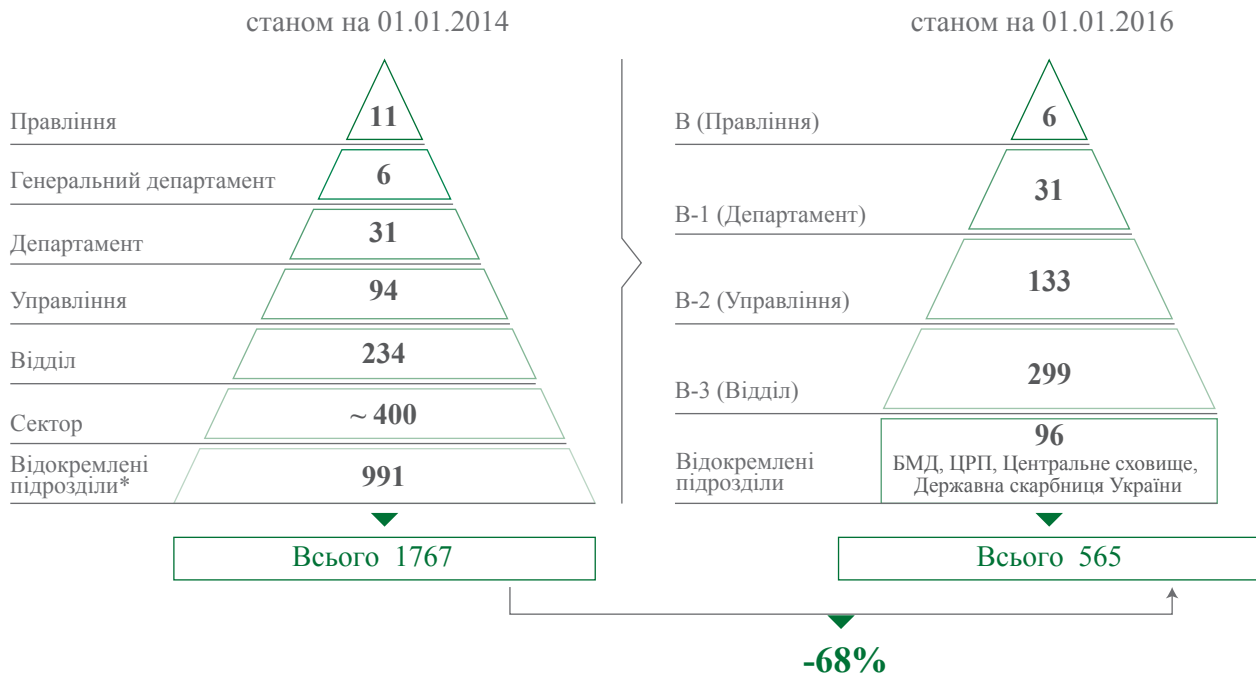 станом на 01.01.2014
Правління
11
Генеральний департамент
6
Департамент
31
Управління
94
Відділ
234
Сектор
~ 400
Відокремлені
підрозділи*
991
Всього 1767
станом на 01.01.2016
В (Правління)
6
В-1 (Департамент)
31
В-2 (Управління)
133
В-3 (Відділ)
299
Відокремлені
підрозділи
96
БМД, ЦРП, Центральне сховище,
Державна скарбниця України
Всього 565
-68%